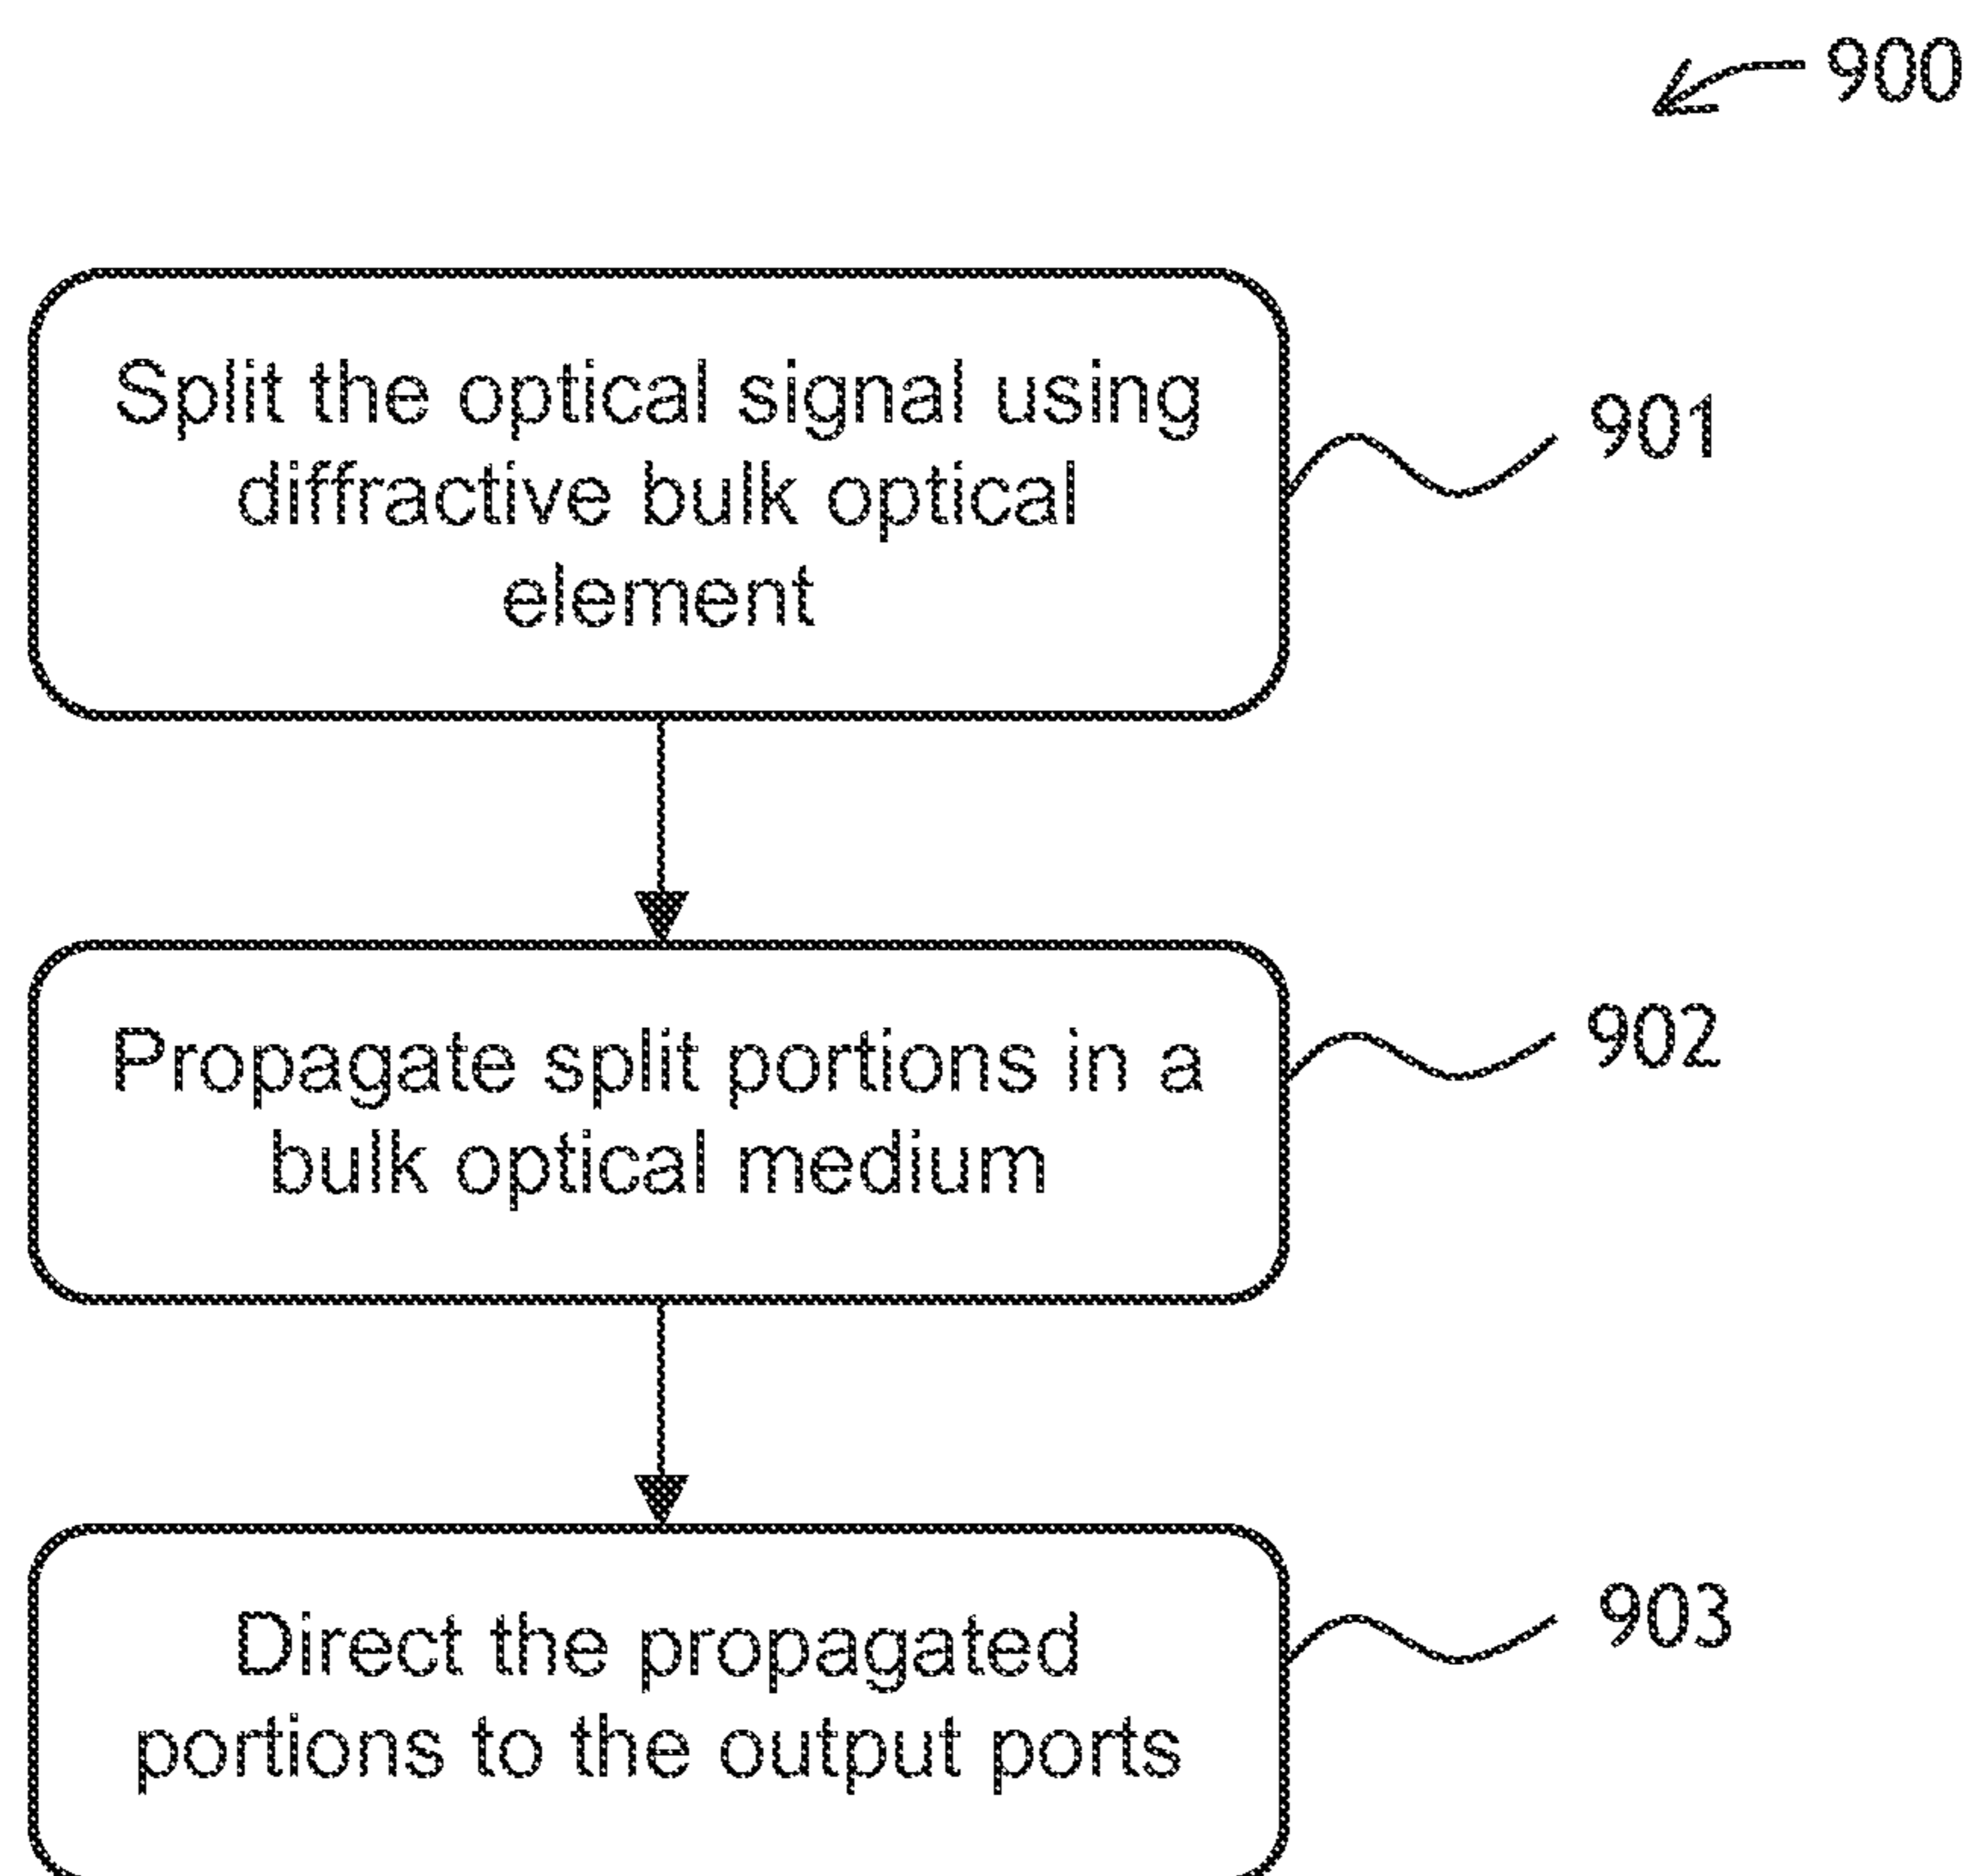 900
Split the optical signal using
diffractive bulk optical
element
901
Propagate split portions in a
bulk optical medium
902
Direct the propagated
portions to the output ports
903